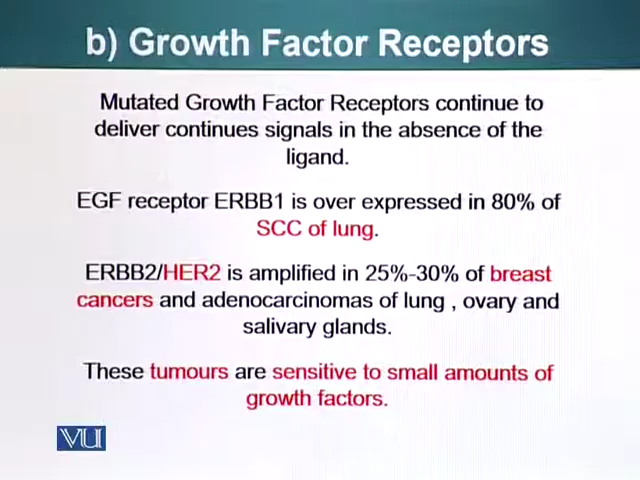 b) Growth Factor Receptors
Mutated Growth Factor Receptors continue to
deliver continues signals in the absence of the
ligand.
EGF receptor ERBB1 is over expressed in 80% of
SCC of lung.
ERBB2/HER2 is amplified in 25%-30% of breast
cancers and adenocarcinomas of lung , ovary and
salivary glands.
These tumours are sensitive to small amounts of
growth factors.
VU